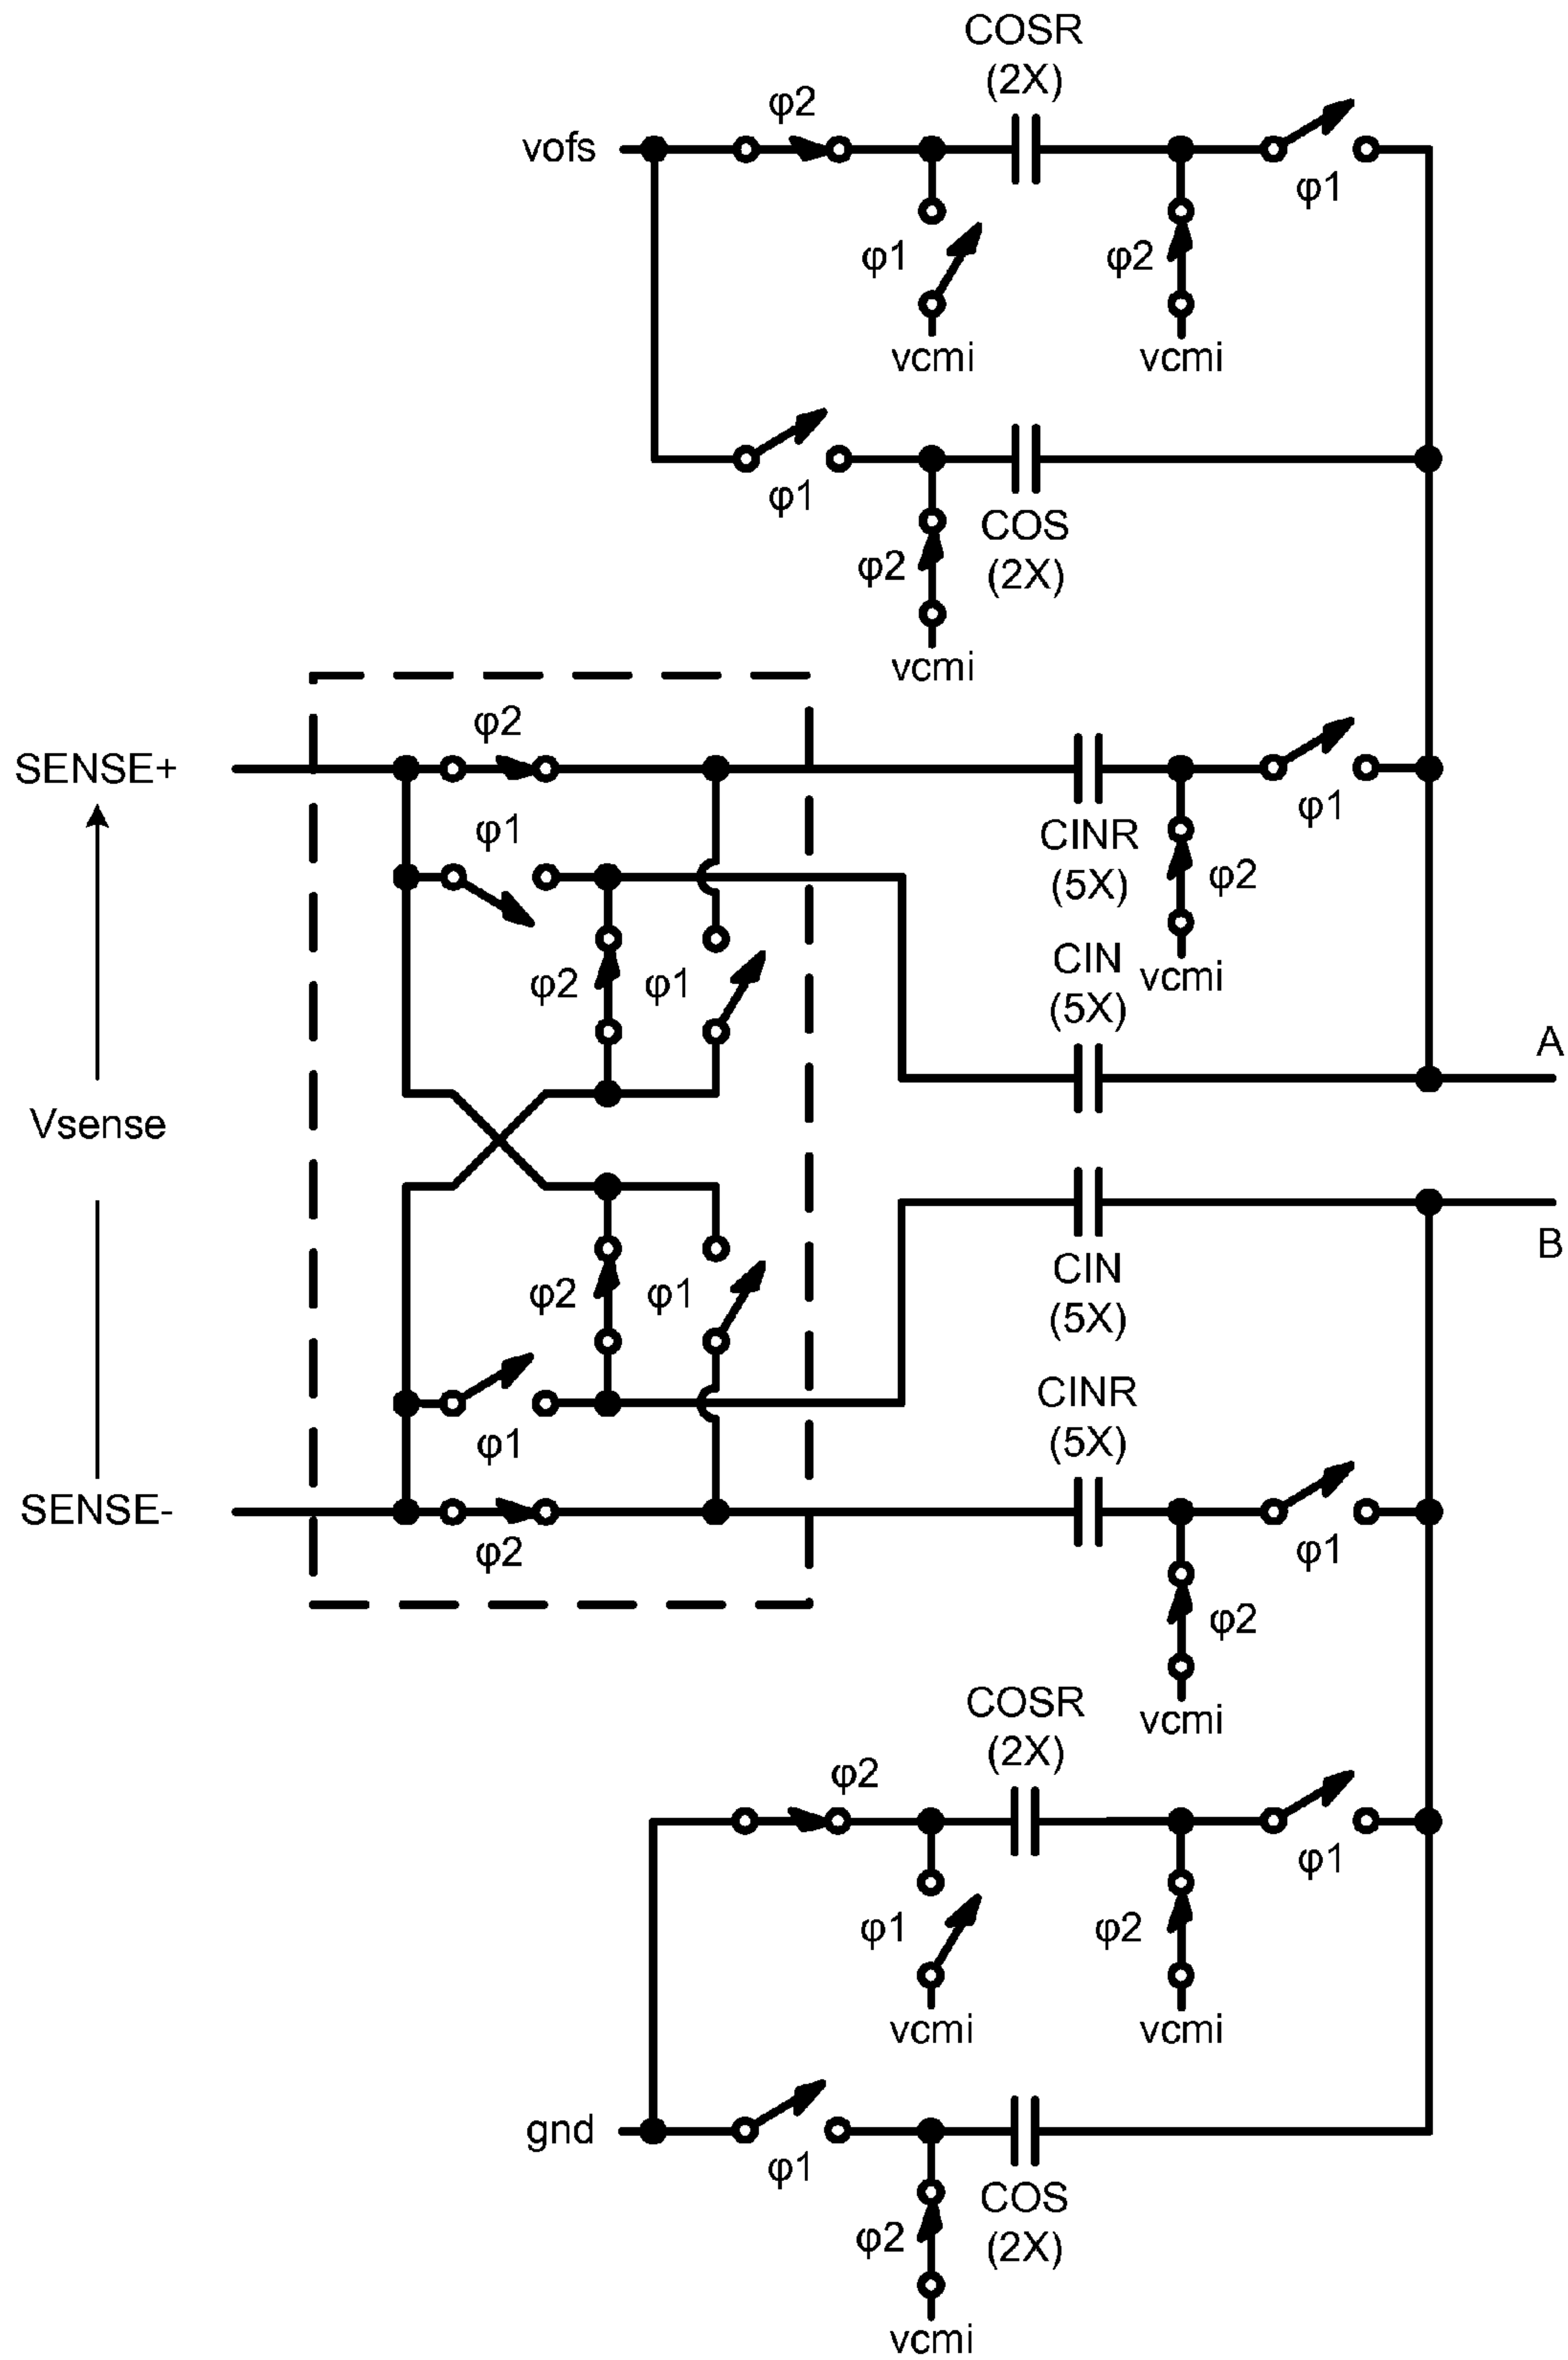 COSR
(2X)
φ2
vofs
φ1
φ1
φ2
vcmi
vcmi
φ1
COS
(2X)
φ2
vcmi
φ2
SENSE+
φ1
φ1
CINR
(5X)
φ2
CIN
(5X)
vcmi
φ2
φ1
A
Vsense
B
CIN
(5X)
φ2
φ1
CINR
(5X)
φ1
SENSE-
φ2
φ1
φ2
vcmi
COSR
(2X)
φ2
φ1
φ1
φ2
vcmi
vcmi
gnd
φ1
COS
(2X)
φ2
vcmi